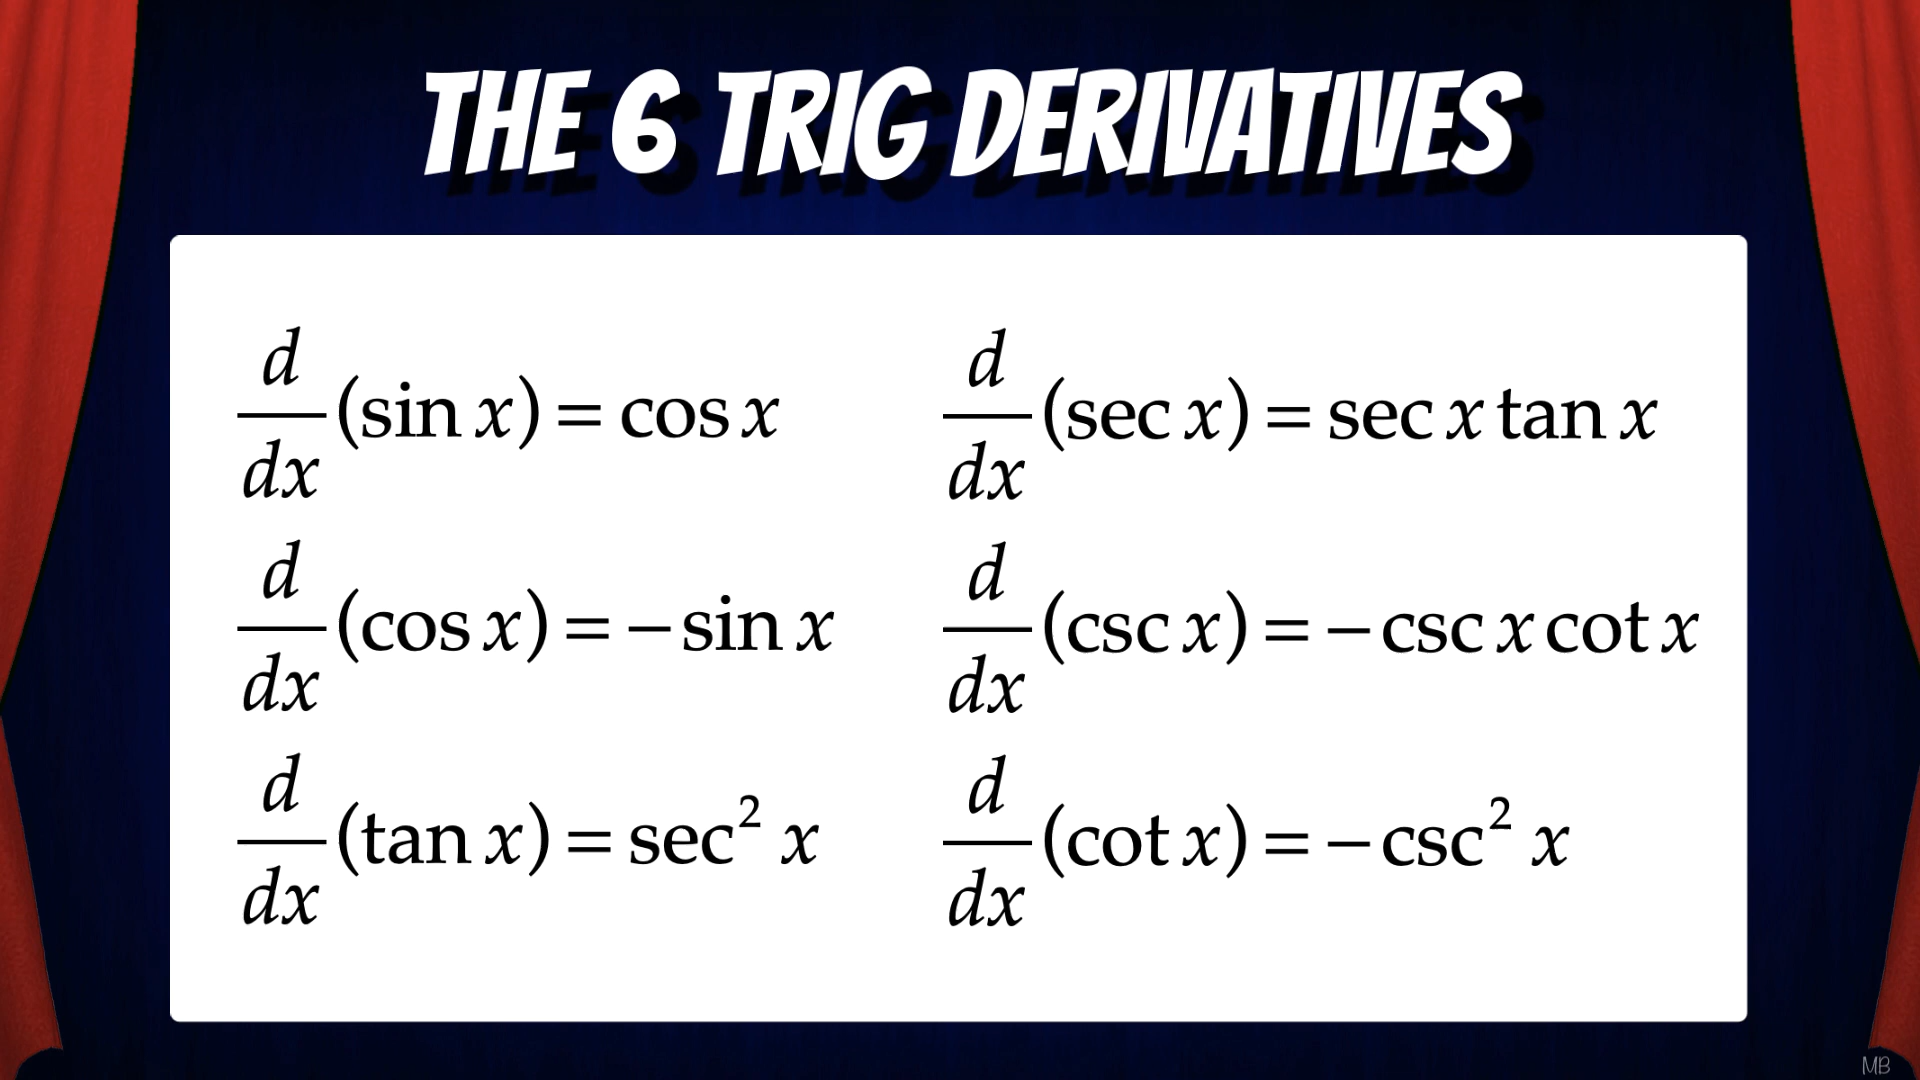 THE 6 TRIG DERIVATIVES
d/dx (sin x) = cos x
d/dx (cos x) = −sin x
d/dx (tan x) = sec² x
d/dx (sec x) = sec x tan x
d/dx (csc x) = −csc x cot x
d/dx (cot x) = −csc² x
MB